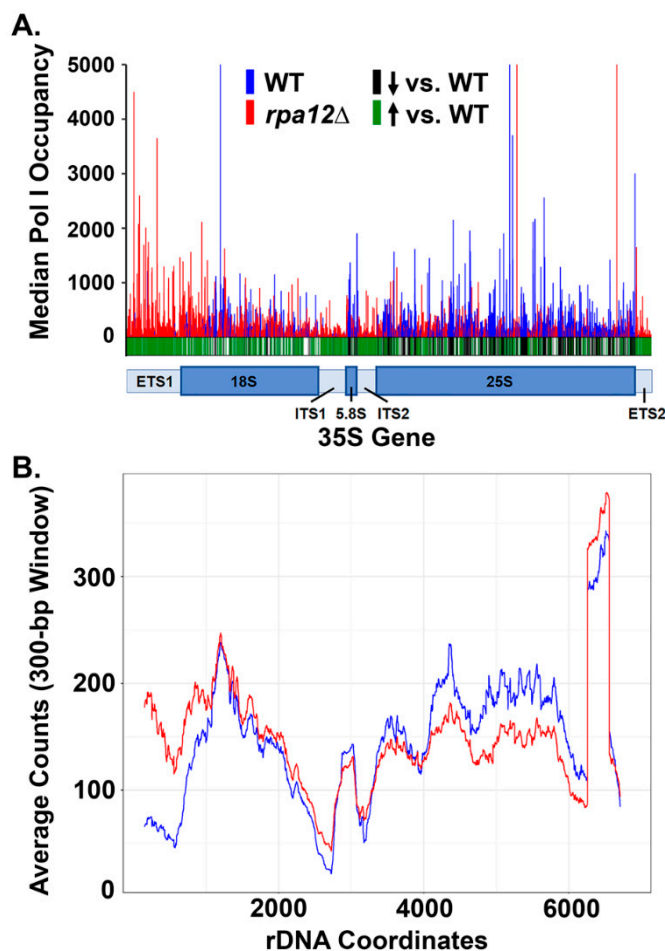 A.
Median Pol I Occupancy
5000
4000
3000
2000
1000
0
WT
rpa12Δ
↓ vs. WT
↑ vs. WT
ETS1
18S
ITS1
5.8S
ITS2
25S
ETS2
35S Gene
B.
Average Counts (300-bp Window)
300
200
100
0
2000
4000
6000
rDNA Coordinates